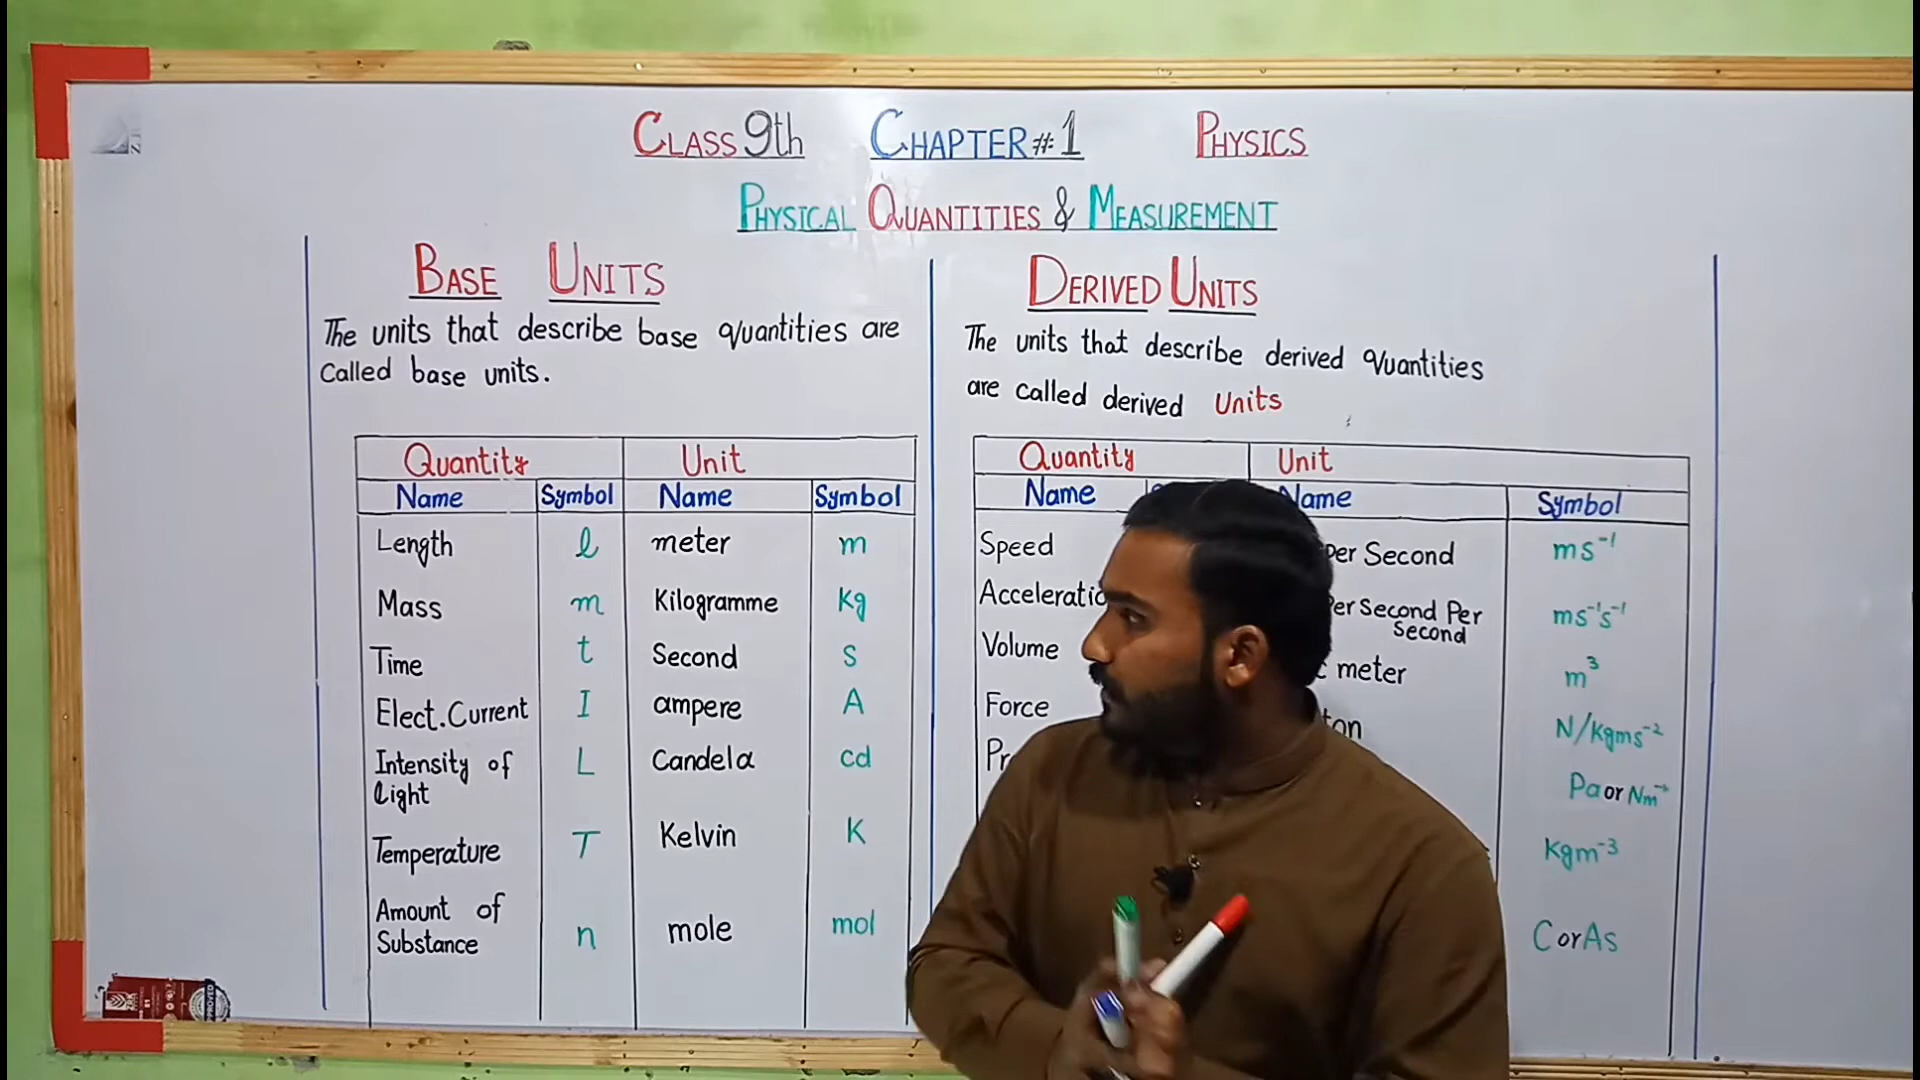 CLASS 9th CHAPTER #1 PHYSICS
PHYSICAL QUANTITIES & MEASUREMENT
BASE UNITS
The units that describe base quantities are
Called base units.
Quantity Unit
Name Symbol Name Symbol
Length l meter m
Mass m Kilogramme Kg
Time t Second S
Elect. Current I ampere A
Intensity of
light L Candela cd
Temperature T Kelvin K
Amount of
Substance n mole mol
DERIVED UNITS
The units that describe derived Quantities
are called derived Units
Quantity Unit
Name Name Symbol
Speed per Second ms⁻¹
Acceleratio er Second Per
Second ms⁻¹s⁻¹
Volume meter m³
Force ton N/Kgms⁻²
Pr Pa or Nm⁻²
Kgm⁻³
C or As
APPROVED